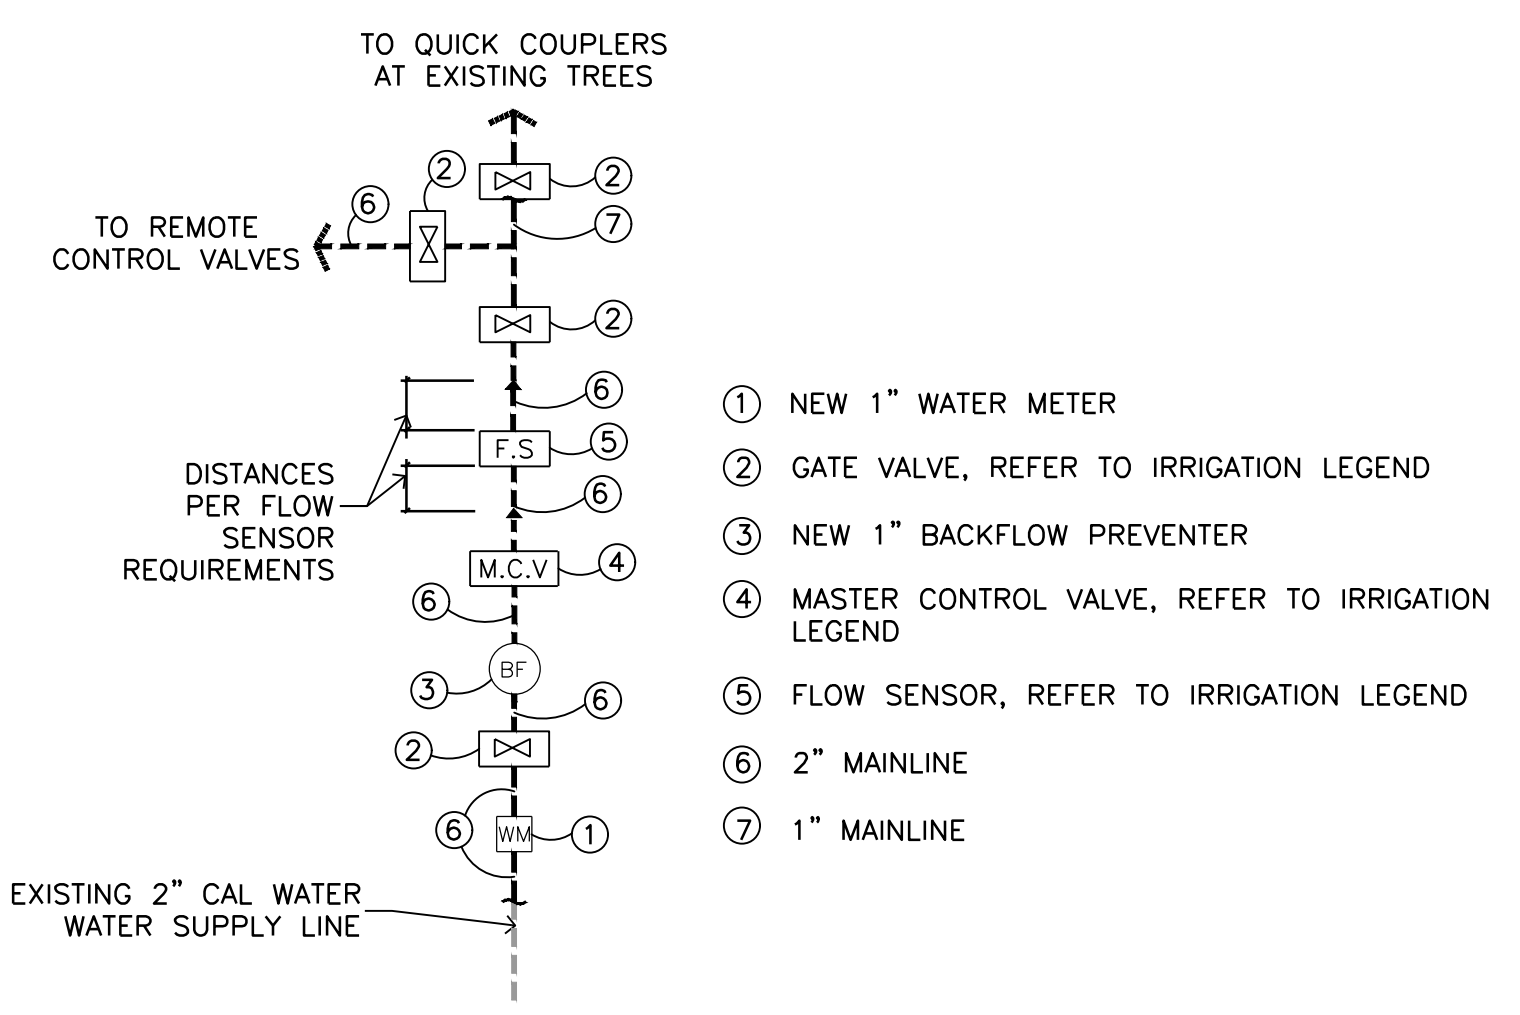 TO QUICK COUPLERS
AT EXISTING TREES
2
2
6
7
TO REMOTE
CONTROL VALVES
2
6
F.S
5
DISTANCES
PER FLOW
SENSOR
REQUIREMENTS
6
M.C.V
4
6
BF
3
6
2
6
WM
1
EXISTING 2" CAL WATER
WATER SUPPLY LINE
1 NEW 1" WATER METER
2 GATE VALVE, REFER TO IRRIGATION LEGEND
3 NEW 1" BACKFLOW PREVENTER
4 MASTER CONTROL VALVE, REFER TO IRRIGATION
LEGEND
5 FLOW SENSOR, REFER TO IRRIGATION LEGEND
6 2" MAINLINE
7 1" MAINLINE